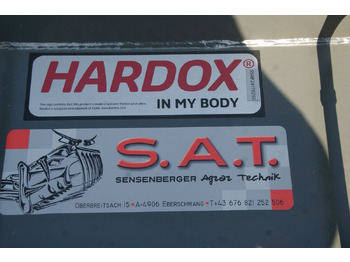 HARDOX®
IN MY BODY
S.A.T.
SENSENBERGER Agrar Technik
OBERBREITSACH 15 • A-4906 EBERSCHWANG • T+43 676 821 252 506